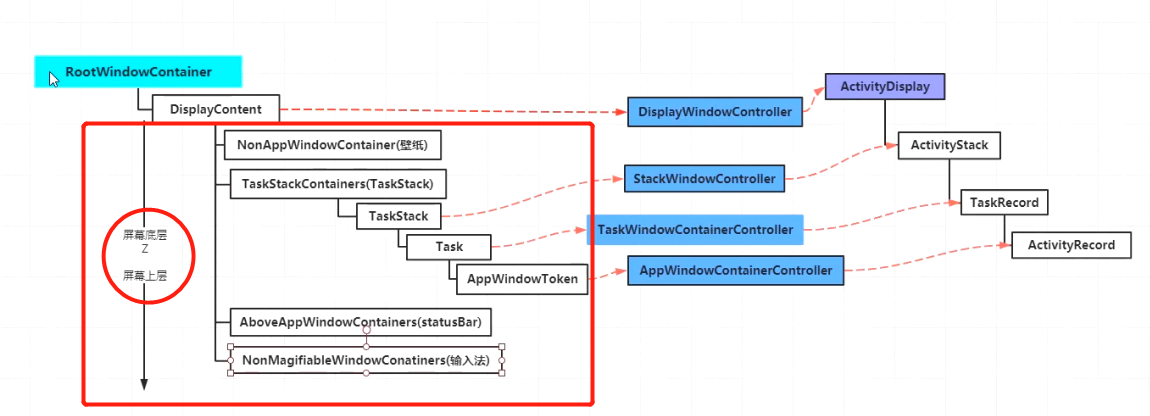 RootWindowContainer
DisplayContent
NonAppWindowContainer(壁纸)
TaskStackContainers(TaskStack)
TaskStack
Task
AppWindowToken
AboveAppWindowContainers(statusBar)
NonMagifiableWindowConatiners(输入法)
屏幕底层
Z
屏幕上层
DisplayWindowController
StackWindowController
TaskWindowContainerController
AppWindowContainerController
ActivityDisplay
ActivityStack
TaskRecord
ActivityRecord